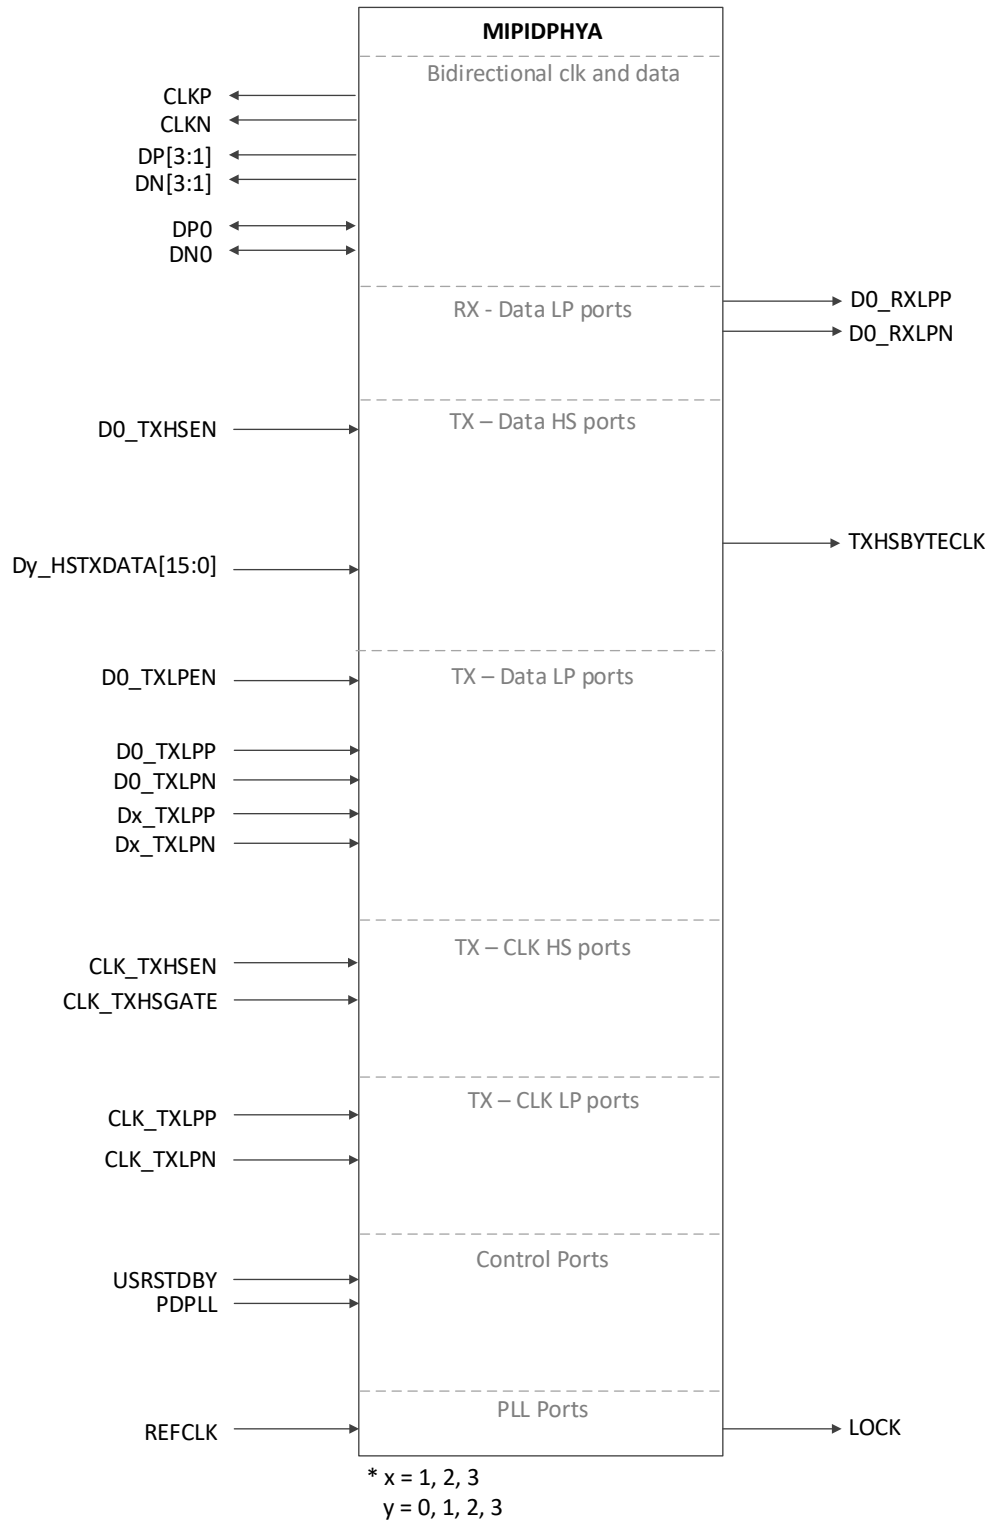 MIPIDPHYA
Bidirectional clk and data
CLKP
CLKN
DP[3:1]
DN[3:1]
DP0
DN0
RX - Data LP ports
D0_RXLPP
D0_RXLPN
TX – Data HS ports
D0_TXHSEN
TXHSBYTECLK
Dy_HSTXDATA[15:0]
TX – Data LP ports
D0_TXLPEN
D0_TXLPP
D0_TXLPN
Dx_TXLPP
Dx_TXLPN
TX – CLK HS ports
CLK_TXHSEN
CLK_TXHSGATE
TX – CLK LP ports
CLK_TXLPP
CLK_TXLPN
Control Ports
USRSTDBY
PDPLL
PLL Ports
REFCLK
LOCK
* x = 1, 2, 3
y = 0, 1, 2, 3